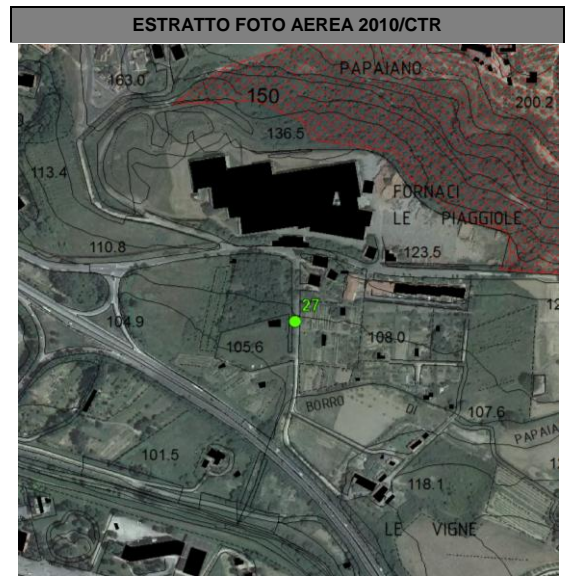 ESTRATTO FOTO AEREA 2010/CTR
163.0
PAPAIANO
150
200.2
136.5
113.4
A
FORNACI
LE PIAGGIOLE
110.8
123.5
27
104.9
105.6
108.0
BORRO DI
107.6
101.5
118.1
LE VIGNE